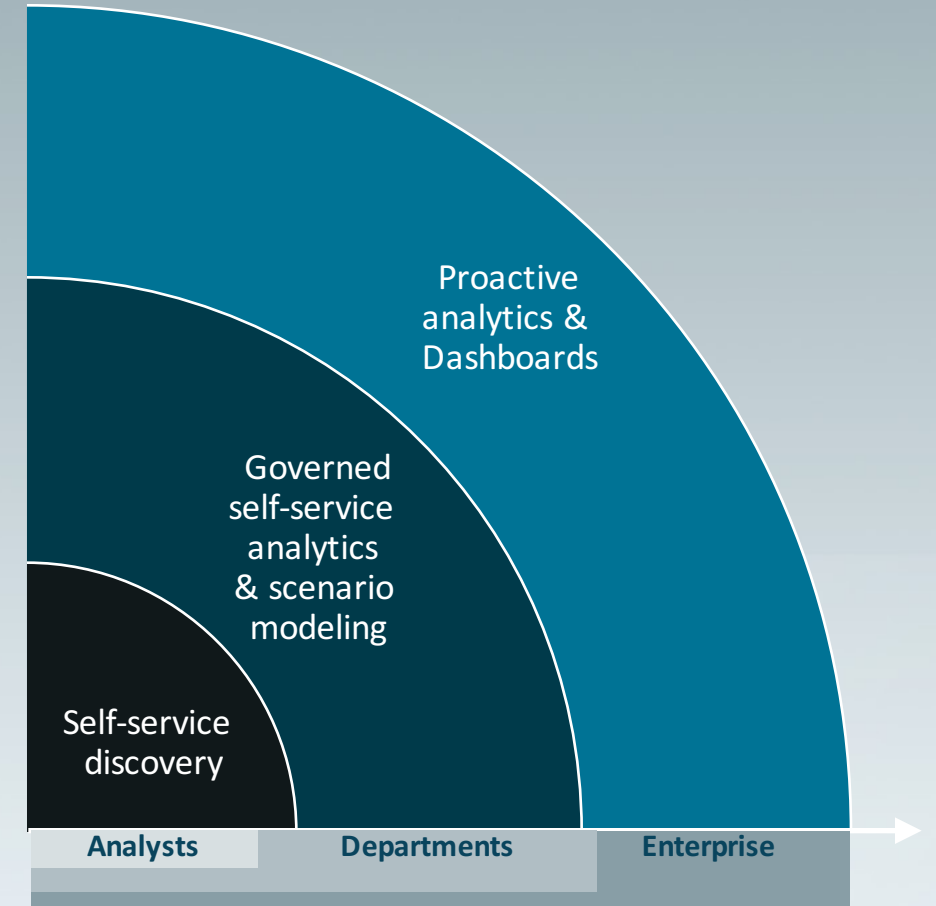 Proactive
analytics &
Dashboards
Governed
self-service
analytics
& scenario
modeling
Self-service
discovery
Analysts
Departments
Enterprise